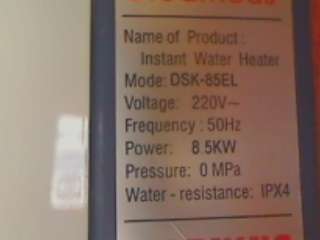 Name of Product :
Instant Water Heater
Mode: DSK-85EL
Voltage: 220V~
Frequency : 50Hz
Power: 8.5KW
Pressure: 0 MPa
Water - resistance: IPX4